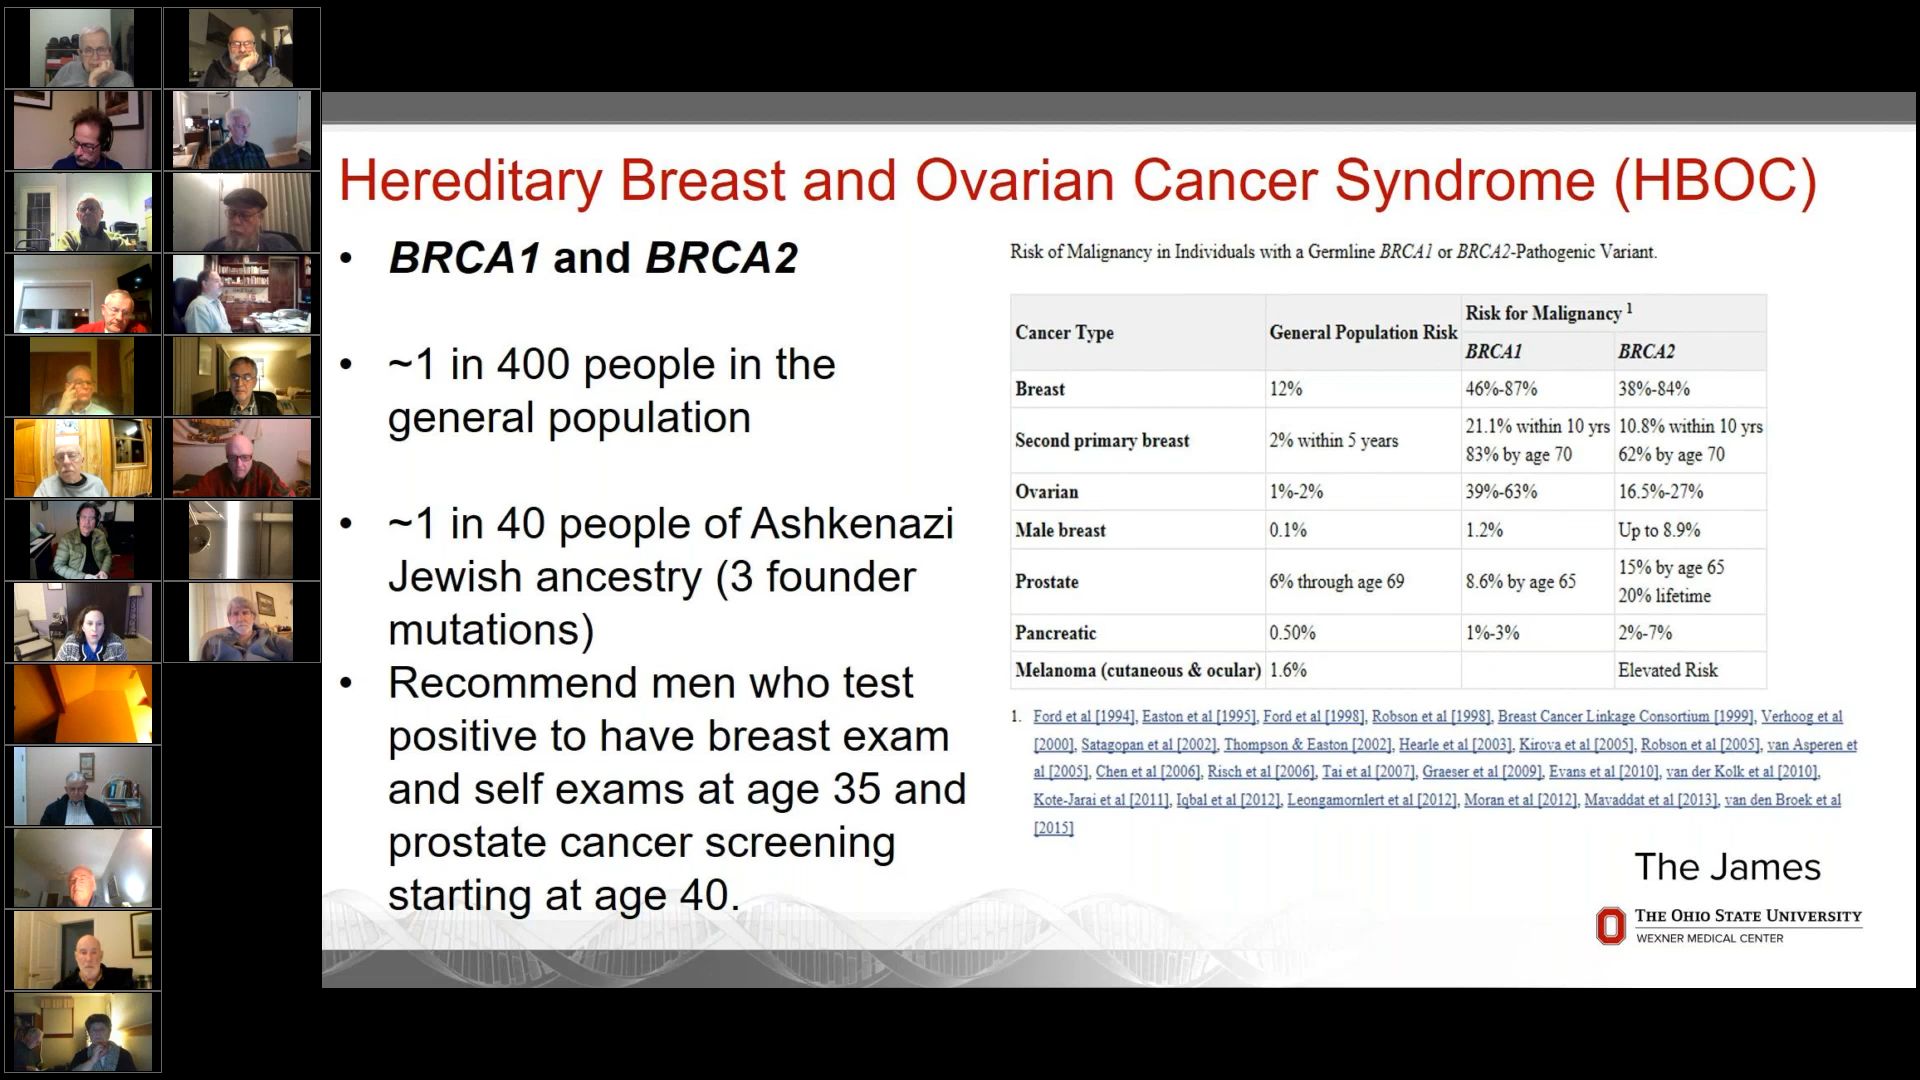 Hereditary Breast and Ovarian Cancer Syndrome (HBOC)
• BRCA1 and BRCA2
• ~1 in 400 people in the
general population
• ~1 in 40 people of Ashkenazi
Jewish ancestry (3 founder
mutations)
• Recommend men who test
positive to have breast exam
and self exams at age 35 and
prostate cancer screening
starting at age 40.
Risk of Malignancy in Individuals with a Germline BRCA1 or BRCA2-Pathogenic Variant.
Cancer Type General Population Risk Risk for Malignancy 1
BRCA1 BRCA2
Breast 12% 46%-87% 38%-84%
Second primary breast 2% within 5 years 21.1% within 10 yrs 10.8% within 10 yrs
83% by age 70 62% by age 70
Ovarian 1%-2% 39%-63% 16.5%-27%
Male breast 0.1% 1.2% Up to 8.9%
Prostate 6% through age 69 8.6% by age 65 15% by age 65
20% lifetime
Pancreatic 0.50% 1%-3% 2%-7%
Melanoma (cutaneous & ocular) 1.6% Elevated Risk
1. Ford et al [1994], Easton et al [1995], Ford et al [1998], Robson et al [1998], Breast Cancer Linkage Consortium [1999], Verhoog et al
[2000], Satagopan et al [2002], Thompson & Easton [2002], Hearle et al [2003], Kirova et al [2005], Robson et al [2005], van Asperen et
al [2005], Chen et al [2006], Risch et al [2006], Tai et al [2007], Graeser et al [2009], Evans et al [2010], van der Kolk et al [2010],
Kote-Jarai et al [2011], Iqbal et al [2012], Leongamornlert et al [2012], Moran et al [2012], Mavaddat et al [2013], van den Broek et al
[2015]
The James
THE OHIO STATE UNIVERSITY
WEXNER MEDICAL CENTER